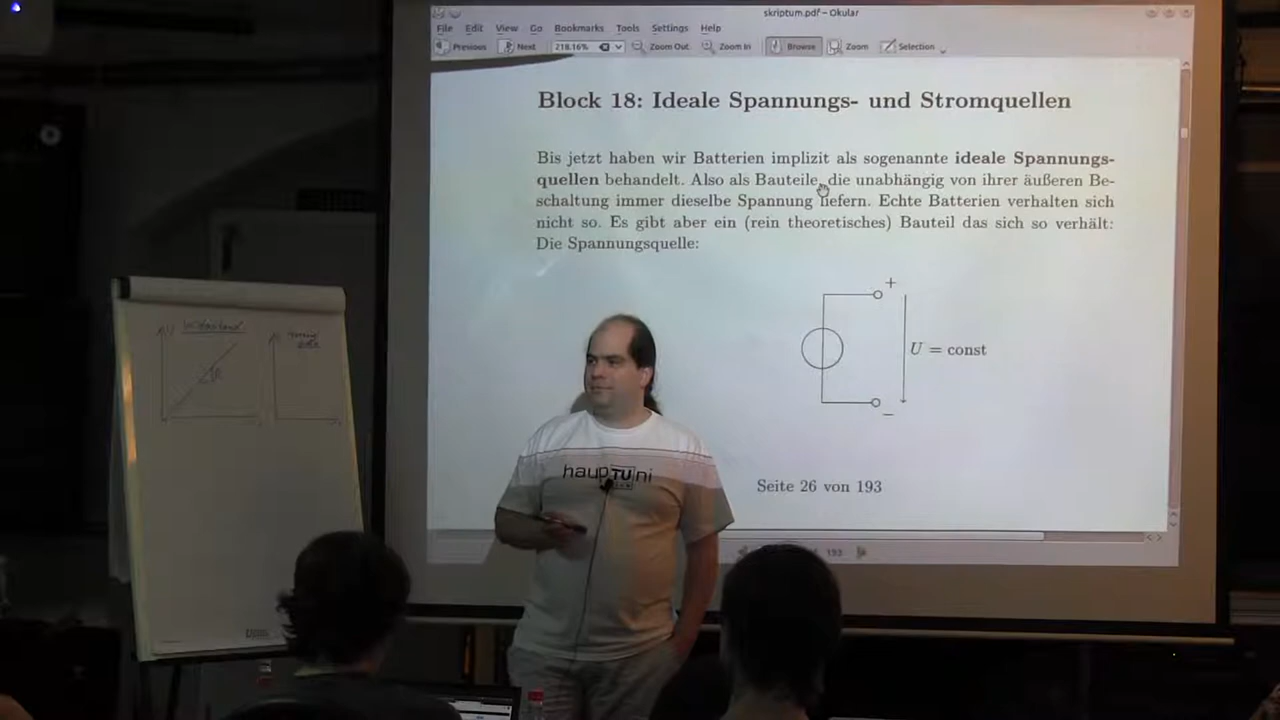 skriptum.pdf – Okular
File Edit View Go Bookmarks Tools Settings Help
Previous Next 218.16% Zoom Out Zoom In Browse Zoom Selection
Block 18: Ideale Spannungs- und Stromquellen
Bis jetzt haben wir Batterien implizit als sogenannte ideale Spannungs-
quellen behandelt. Also als Bauteile, die unabhängig von ihrer äußeren Be-
schaltung immer dieselbe Spannung liefern. Echte Batterien verhalten sich
nicht so. Es gibt aber ein (rein theoretisches) Bauteil das sich so verhält:
Die Spannungsquelle:
+
U = const
−
Seite 26 von 193
193
Widerstand
U
haupTUni